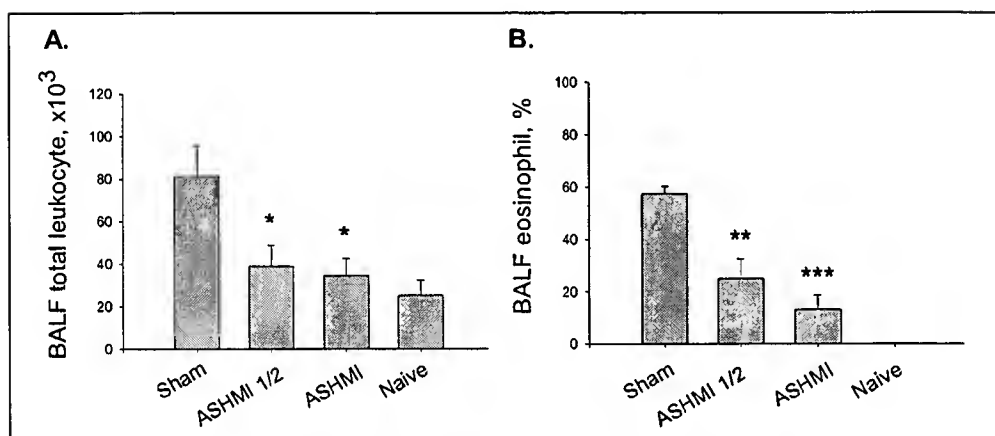 A.
BALF total leukocyte, x10³
120
100
80
60
40
20
0
*
*
Sham
ASHMI 1/2
ASHMI
Naive
B.
BALF eosinophil, %
100
80
60
40
20
0
**
***
Sham
ASHMI 1/2
ASHMI
Naive